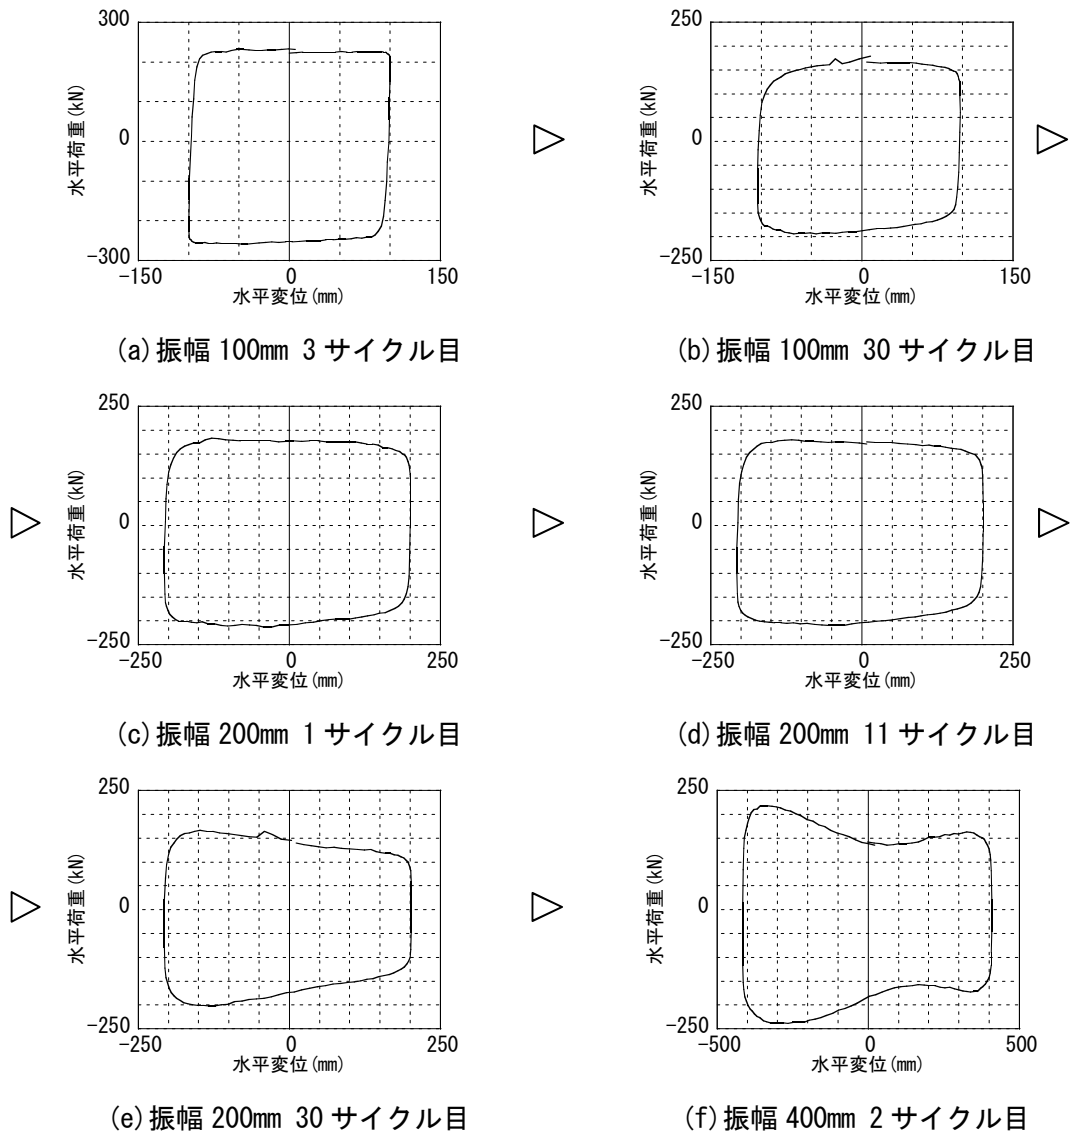 300
0
-300
水平荷重(kN)
-150 0 150
水平変位(mm)
(a)振幅 100mm 3 サイクル目
250
0
-250
水平荷重(kN)
-150 0 150
水平変位(mm)
(b)振幅 100mm 30 サイクル目
250
0
-250
水平荷重(kN)
-250 0 250
水平変位(mm)
(c)振幅 200mm 1 サイクル目
250
0
-250
水平荷重(kN)
-250 0 250
水平変位(mm)
(d)振幅 200mm 11 サイクル目
250
0
-250
水平荷重(kN)
-250 0 250
水平変位(mm)
(e)振幅 200mm 30 サイクル目
250
0
-250
水平荷重(kN)
-500 0 500
水平変位(mm)
(f)振幅 400mm 2 サイクル目